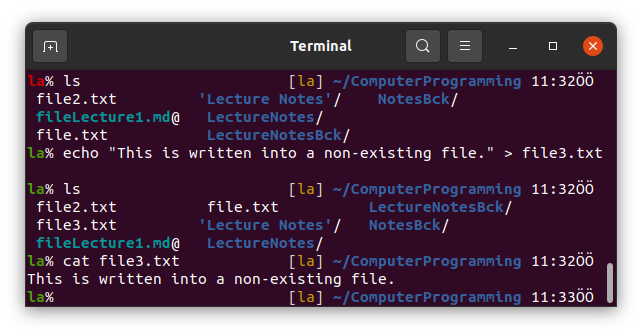 Terminal
la% ls [la] ~/ComputerProgramming 11:32ÖÖ
file2.txt 'Lecture Notes'/ NotesBck/
fileLecture1.md@ LectureNotes/
file.txt LectureNotesBck/
la% echo "This is written into a non-existing file." > file3.txt
la% ls [la] ~/ComputerProgramming 11:32ÖÖ
file2.txt file.txt LectureNotesBck/
file3.txt 'Lecture Notes'/ NotesBck/
fileLecture1.md@ LectureNotes/
la% cat file3.txt [la] ~/ComputerProgramming 11:32ÖÖ
This is written into a non-existing file.
la% [la] ~/ComputerProgramming 11:33ÖÖ